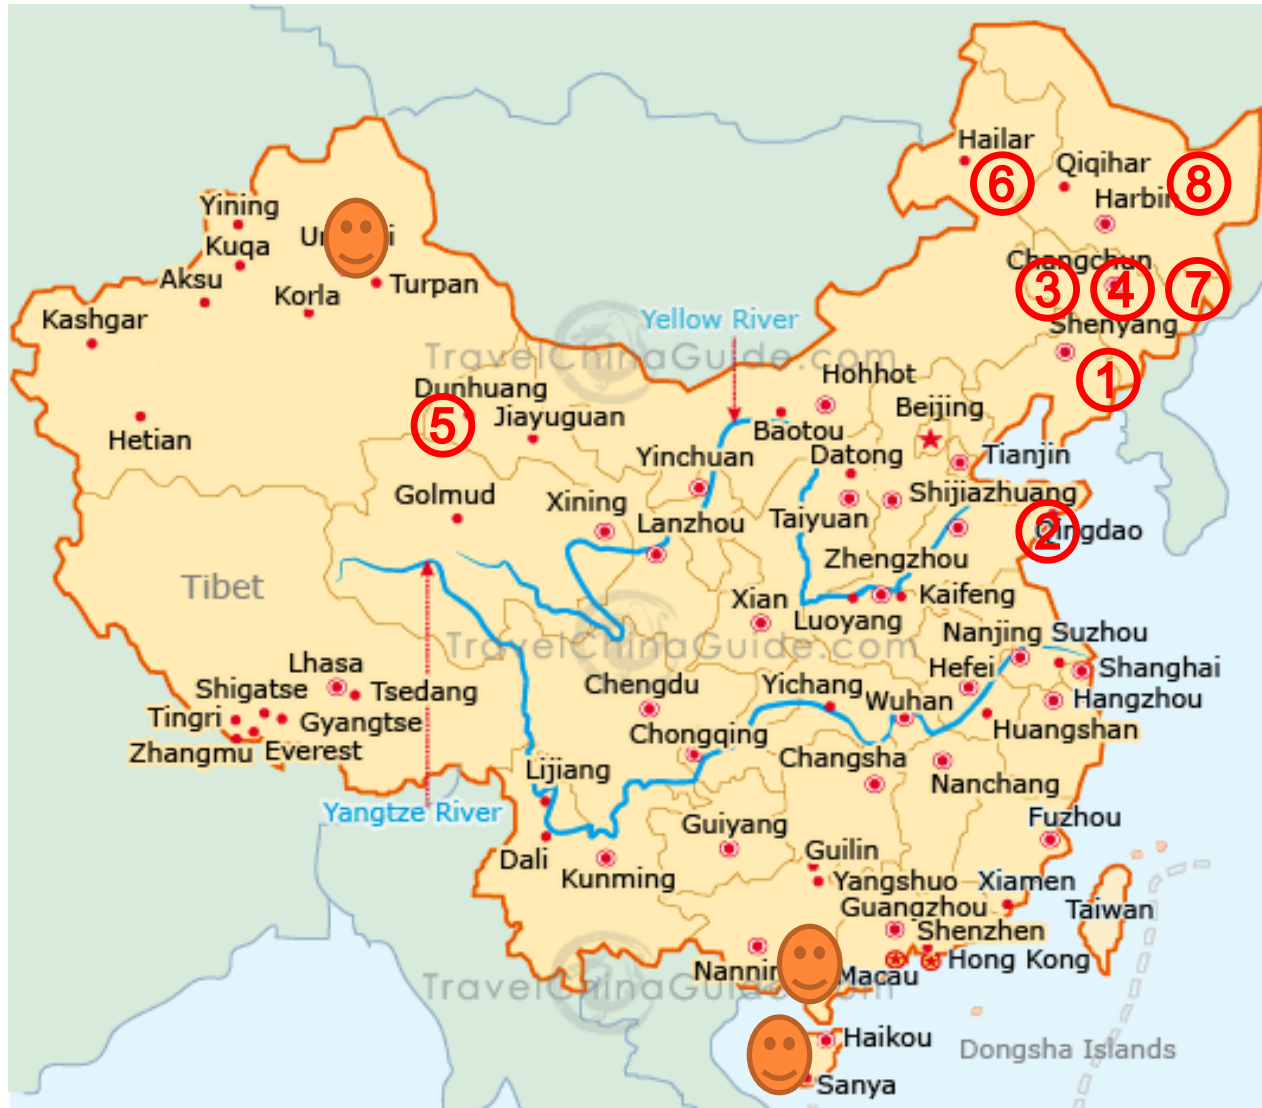 Hailar
Qiqihar
⑥
⑧
Harbin
Yining
Kuqa
Aksu
Turpan
Korla
Changchun
③
④
⑦
Kashgar
Yellow River
Shenyang
TravelChinaGuide.com
Hohhot
①
Dunhuang
Beijing
⑤
Jiayuguan
Baotou
Hetian
Yinchuan
Datong
Tianjin
Golmud
Xining
Shijiazhuang
Lanzhou
Taiyuan
②
Qingdao
Zhengzhou
Tibet
Xian
Kaifeng
Luoyang
TravelChinaGuide.com
Nanjing
Suzhou
Lhasa
Hefei
Shanghai
Shigatse
Tsedang
Chengdu
Yichang
Wuhan
Hangzhou
Tingri
Gyangtse
Huangshan
Zhangmu
Everest
Chongqing
Changsha
Lijiang
Nanchang
Yangtze River
Guiyang
Fuzhou
Dali
Guilin
Kunming
Yangshuo
Xiamen
Guangzhou
Taiwan
Shenzhen
Hong Kong
Macau
TravelChinaGuide.com
Haikou
Dongsha Islands
Sanya